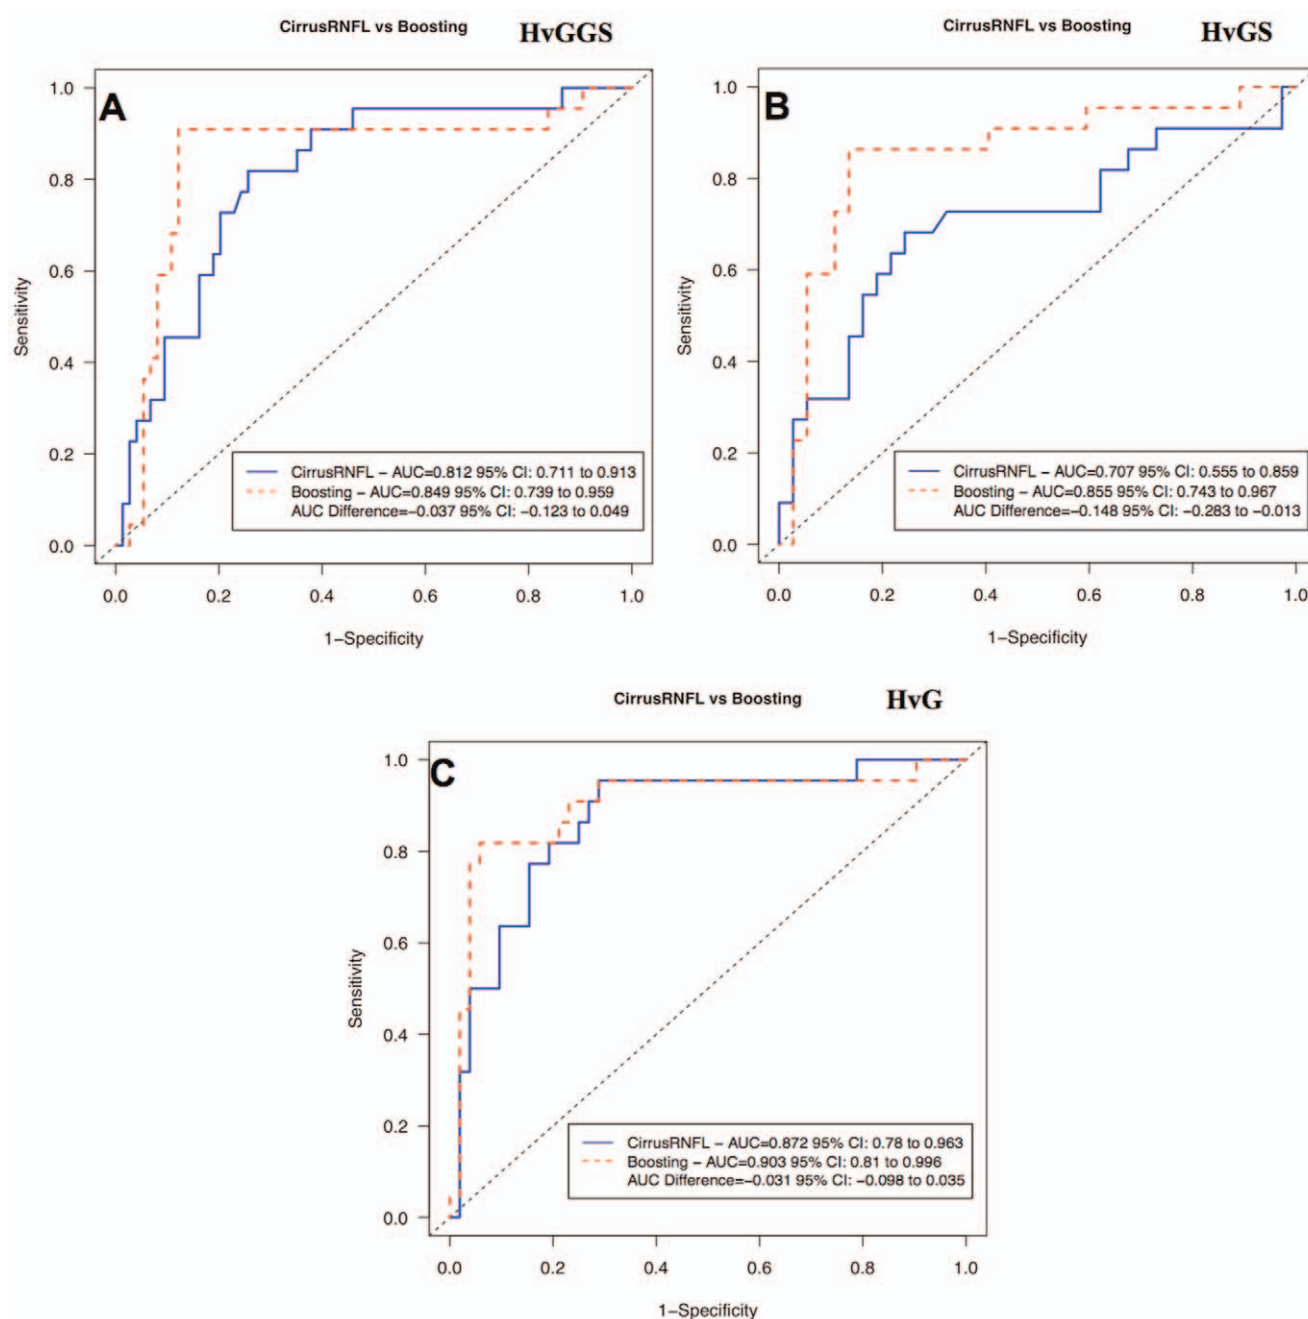 CirrusRNFL vs Boosting HvGGS
A
1.0
0.8
0.6
0.4
0.2
0.0
Sensitivity
CirrusRNFL – AUC=0.812 95% CI: 0.711 to 0.913
Boosting – AUC=0.849 95% CI: 0.739 to 0.959
AUC Difference=−0.037 95% CI: −0.123 to 0.049
0.0 0.2 0.4 0.6 0.8 1.0
1−Specificity
CirrusRNFL vs Boosting HvGS
B
1.0
0.8
0.6
0.4
0.2
0.0
Sensitivity
CirrusRNFL – AUC=0.707 95% CI: 0.555 to 0.859
Boosting – AUC=0.855 95% CI: 0.743 to 0.967
AUC Difference=−0.148 95% CI: −0.283 to −0.013
0.0 0.2 0.4 0.6 0.8 1.0
1−Specificity
CirrusRNFL vs Boosting HvG
C
1.0
0.8
0.6
0.4
0.2
0.0
Sensitivity
CirrusRNFL – AUC=0.872 95% CI: 0.78 to 0.963
Boosting – AUC=0.903 95% CI: 0.81 to 0.996
AUC Difference=−0.031 95% CI: −0.098 to 0.035
0.0 0.2 0.4 0.6 0.8 1.0
1−Specificity